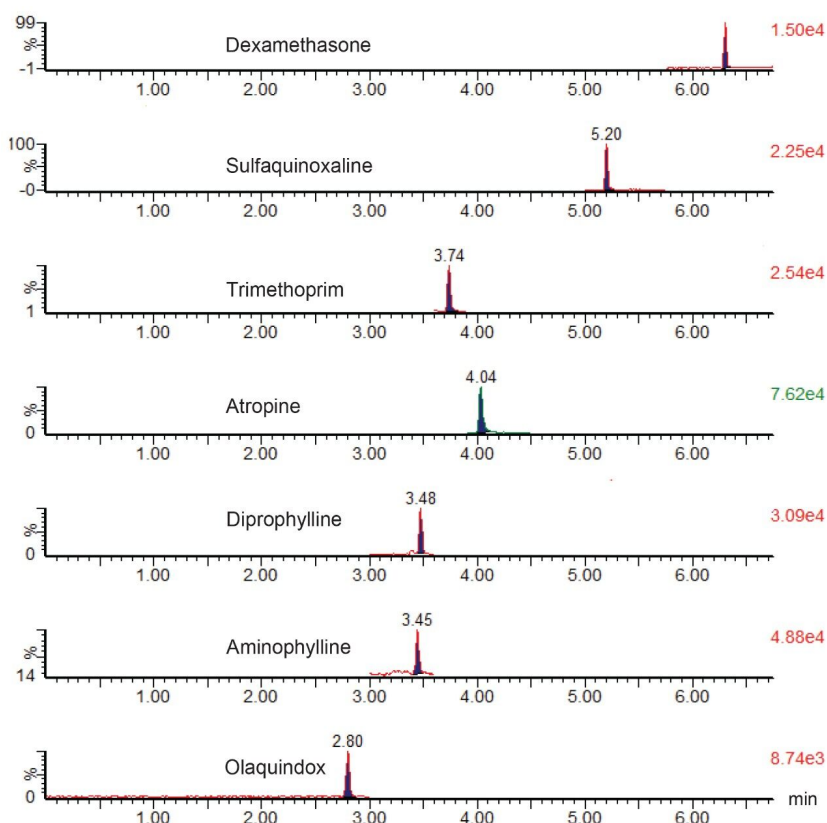 99
%
-1
Dexamethasone
1.50e4
1.00 2.00 3.00 4.00 5.00 6.00
5.20
100
%
-0
Sulfaquinoxaline
2.25e4
1.00 2.00 3.00 4.00 5.00 6.00
3.74
%
1
Trimethoprim
2.54e4
1.00 2.00 3.00 4.00 5.00 6.00
4.04
%
0
Atropine
7.62e4
1.00 2.00 3.00 4.00 5.00 6.00
3.48
%
0
Diprophylline
3.09e4
1.00 2.00 3.00 4.00 5.00 6.00
3.45
%
14
Aminophylline
4.88e4
1.00 2.00 3.00 4.00 5.00 6.00
2.80
%
0
Olaquindox
8.74e3
min
1.00 2.00 3.00 4.00 5.00 6.00